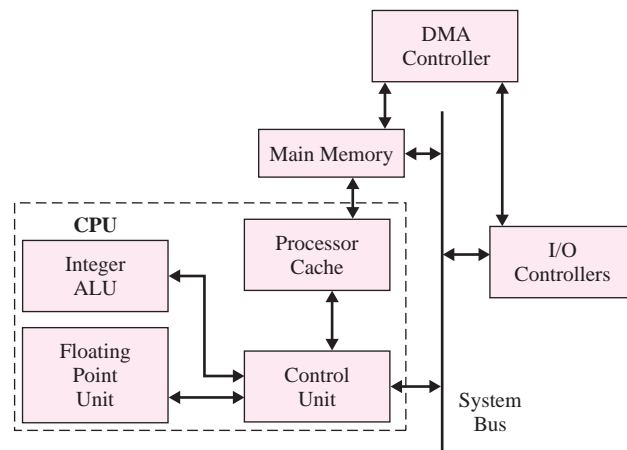 DMA
Controller
Main Memory
CPU
Processor
Cache
Integer
ALU
I/O
Controllers
Floating
Point
Unit
Control
Unit
System
Bus